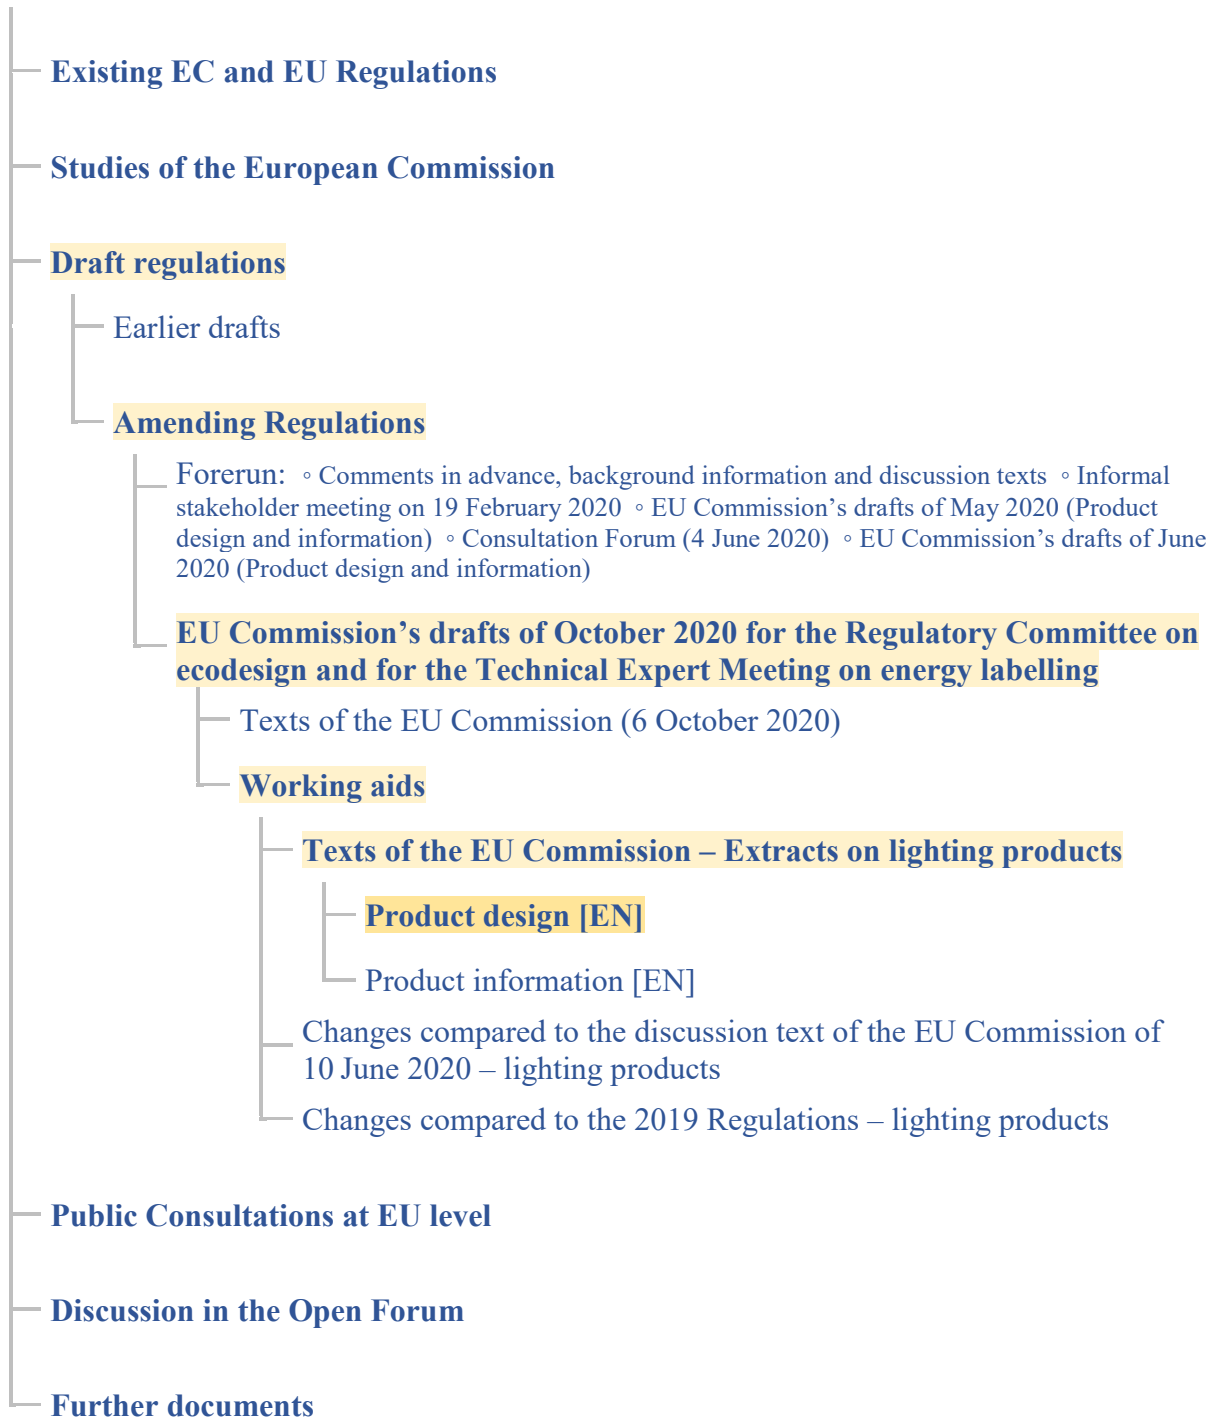 Existing EC and EU Regulations
Studies of the European Commission
Draft regulations
Earlier drafts
Amending Regulations
Forerun: ◦ Comments in advance, background information and discussion texts ◦ Informal
stakeholder meeting on 19 February 2020 ◦ EU Commission’s drafts of May 2020 (Product
design and information) ◦ Consultation Forum (4 June 2020) ◦ EU Commission’s drafts of June
2020 (Product design and information)
EU Commission’s drafts of October 2020 for the Regulatory Committee on
ecodesign and for the Technical Expert Meeting on energy labelling
Texts of the EU Commission (6 October 2020)
Working aids
Texts of the EU Commission – Extracts on lighting products
Product design [EN]
Product information [EN]
Changes compared to the discussion text of the EU Commission of
10 June 2020 – lighting products
Changes compared to the 2019 Regulations – lighting products
Public Consultations at EU level
Discussion in the Open Forum
Further documents